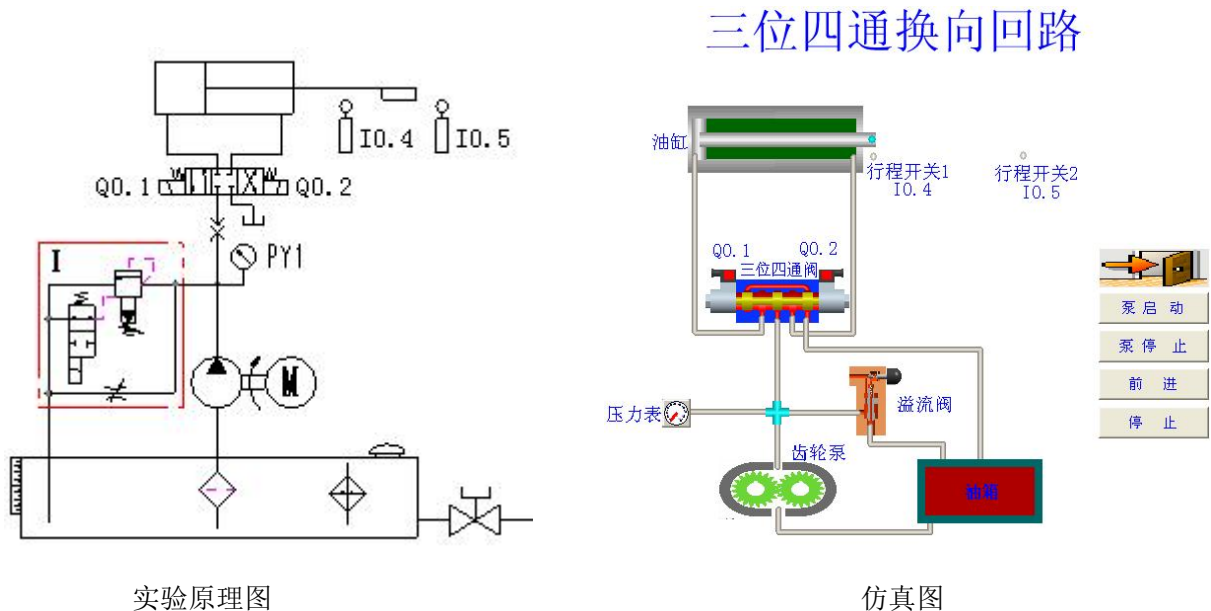 三位四通换向回路
I0.4
I0.5
Q0.1
Q0.2
I
PY1
M
实验原理图
油缸
行程开关1
I0.4
行程开关2
I0.5
Q0.1
Q0.2
三位四通阀
压力表
溢流阀
齿轮泵
油箱
泵 启 动
泵 停 止
前 进
停 止
仿真图